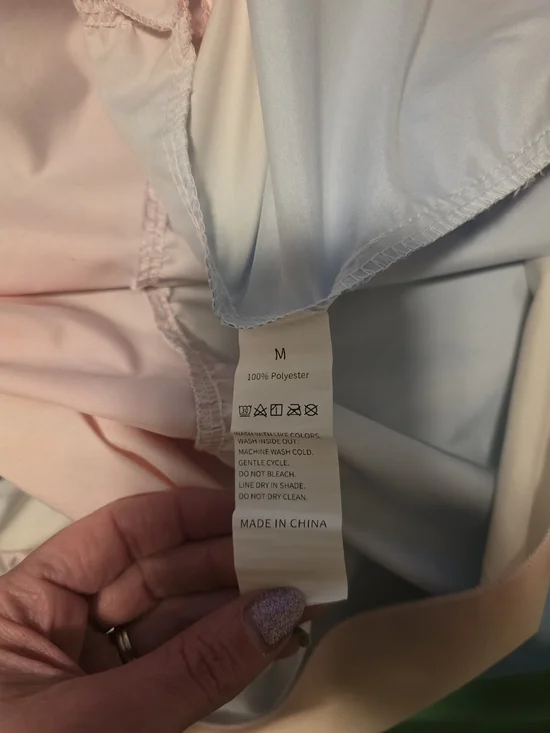 M
100% Polyester
30
WASH WITH LIKE COLORS.
WASH INSIDE OUT.
MACHINE WASH COLD.
GENTLE CYCLE.
DO NOT BLEACH.
LINE DRY IN SHADE.
DO NOT DRY CLEAN.
MADE IN CHINA